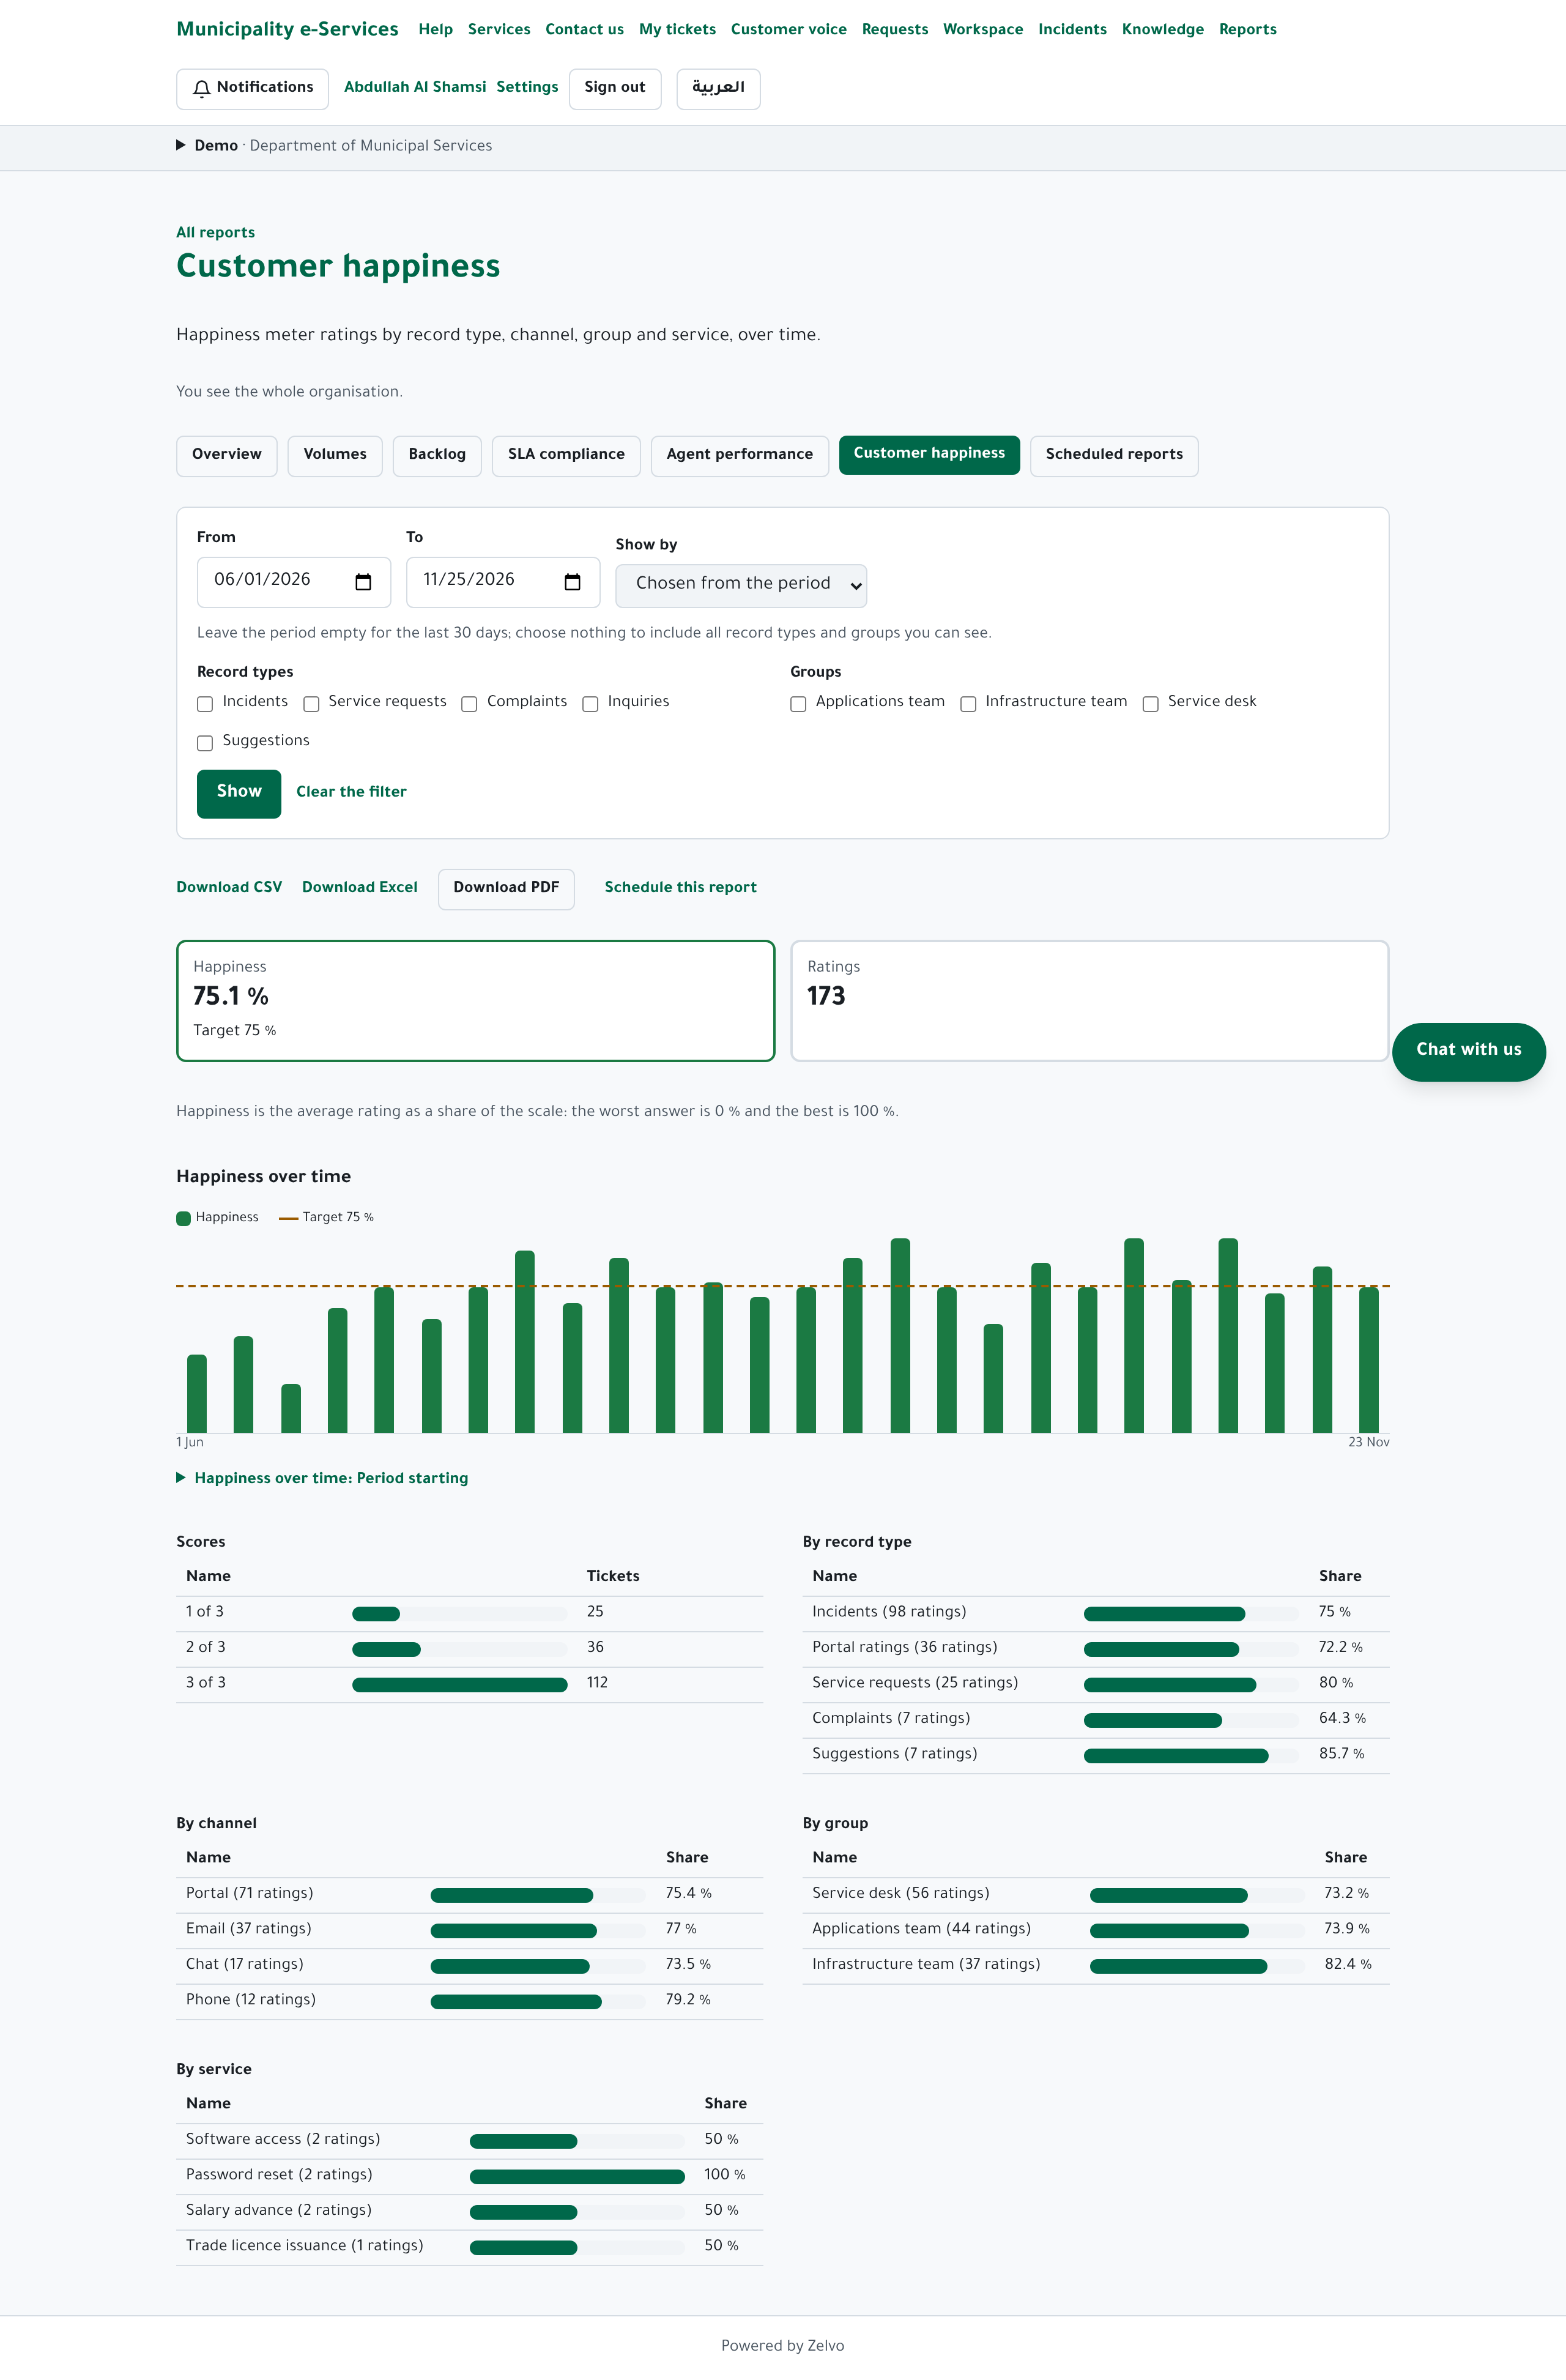 Municipality e-Services Help Services Contact us My tickets Customer voice Requests Workspace Incidents Knowledge Reports
Notifications Abdullah Al Shamsi Settings Sign out العربية
Demo · Department of Municipal Services
All reports
Customer happiness
Happiness meter ratings by record type, channel, group and service, over time.
You see the whole organisation.
Overview Volumes Backlog SLA compliance Agent performance Customer happiness Scheduled reports
From To Show by
06/01/2026 11/25/2026 Chosen from the period
Leave the period empty for the last 30 days; choose nothing to include all record types and groups you can see.
Record types Groups
Incidents Service requests Complaints Inquiries Applications team Infrastructure team Service desk
Suggestions
Show Clear the filter
Download CSV Download Excel Download PDF Schedule this report
Happiness Ratings
75.1 % 173
Target 75 %
Chat with us
Happiness is the average rating as a share of the scale: the worst answer is 0 % and the best is 100 %.
Happiness over time
Happiness Target 75 %
1 Jun 23 Nov
Happiness over time: Period starting
Scores
Name Tickets
1 of 3 25
2 of 3 36
3 of 3 112
By record type
Name Share
Incidents (98 ratings) 75 %
Portal ratings (36 ratings) 72.2 %
Service requests (25 ratings) 80 %
Complaints (7 ratings) 64.3 %
Suggestions (7 ratings) 85.7 %
By channel
Name Share
Portal (71 ratings) 75.4 %
Email (37 ratings) 77 %
Chat (17 ratings) 73.5 %
Phone (12 ratings) 79.2 %
By group
Name Share
Service desk (56 ratings) 73.2 %
Applications team (44 ratings) 73.9 %
Infrastructure team (37 ratings) 82.4 %
By service
Name Share
Software access (2 ratings) 50 %
Password reset (2 ratings) 100 %
Salary advance (2 ratings) 50 %
Trade licence issuance (1 ratings) 50 %
Powered by Zelvo